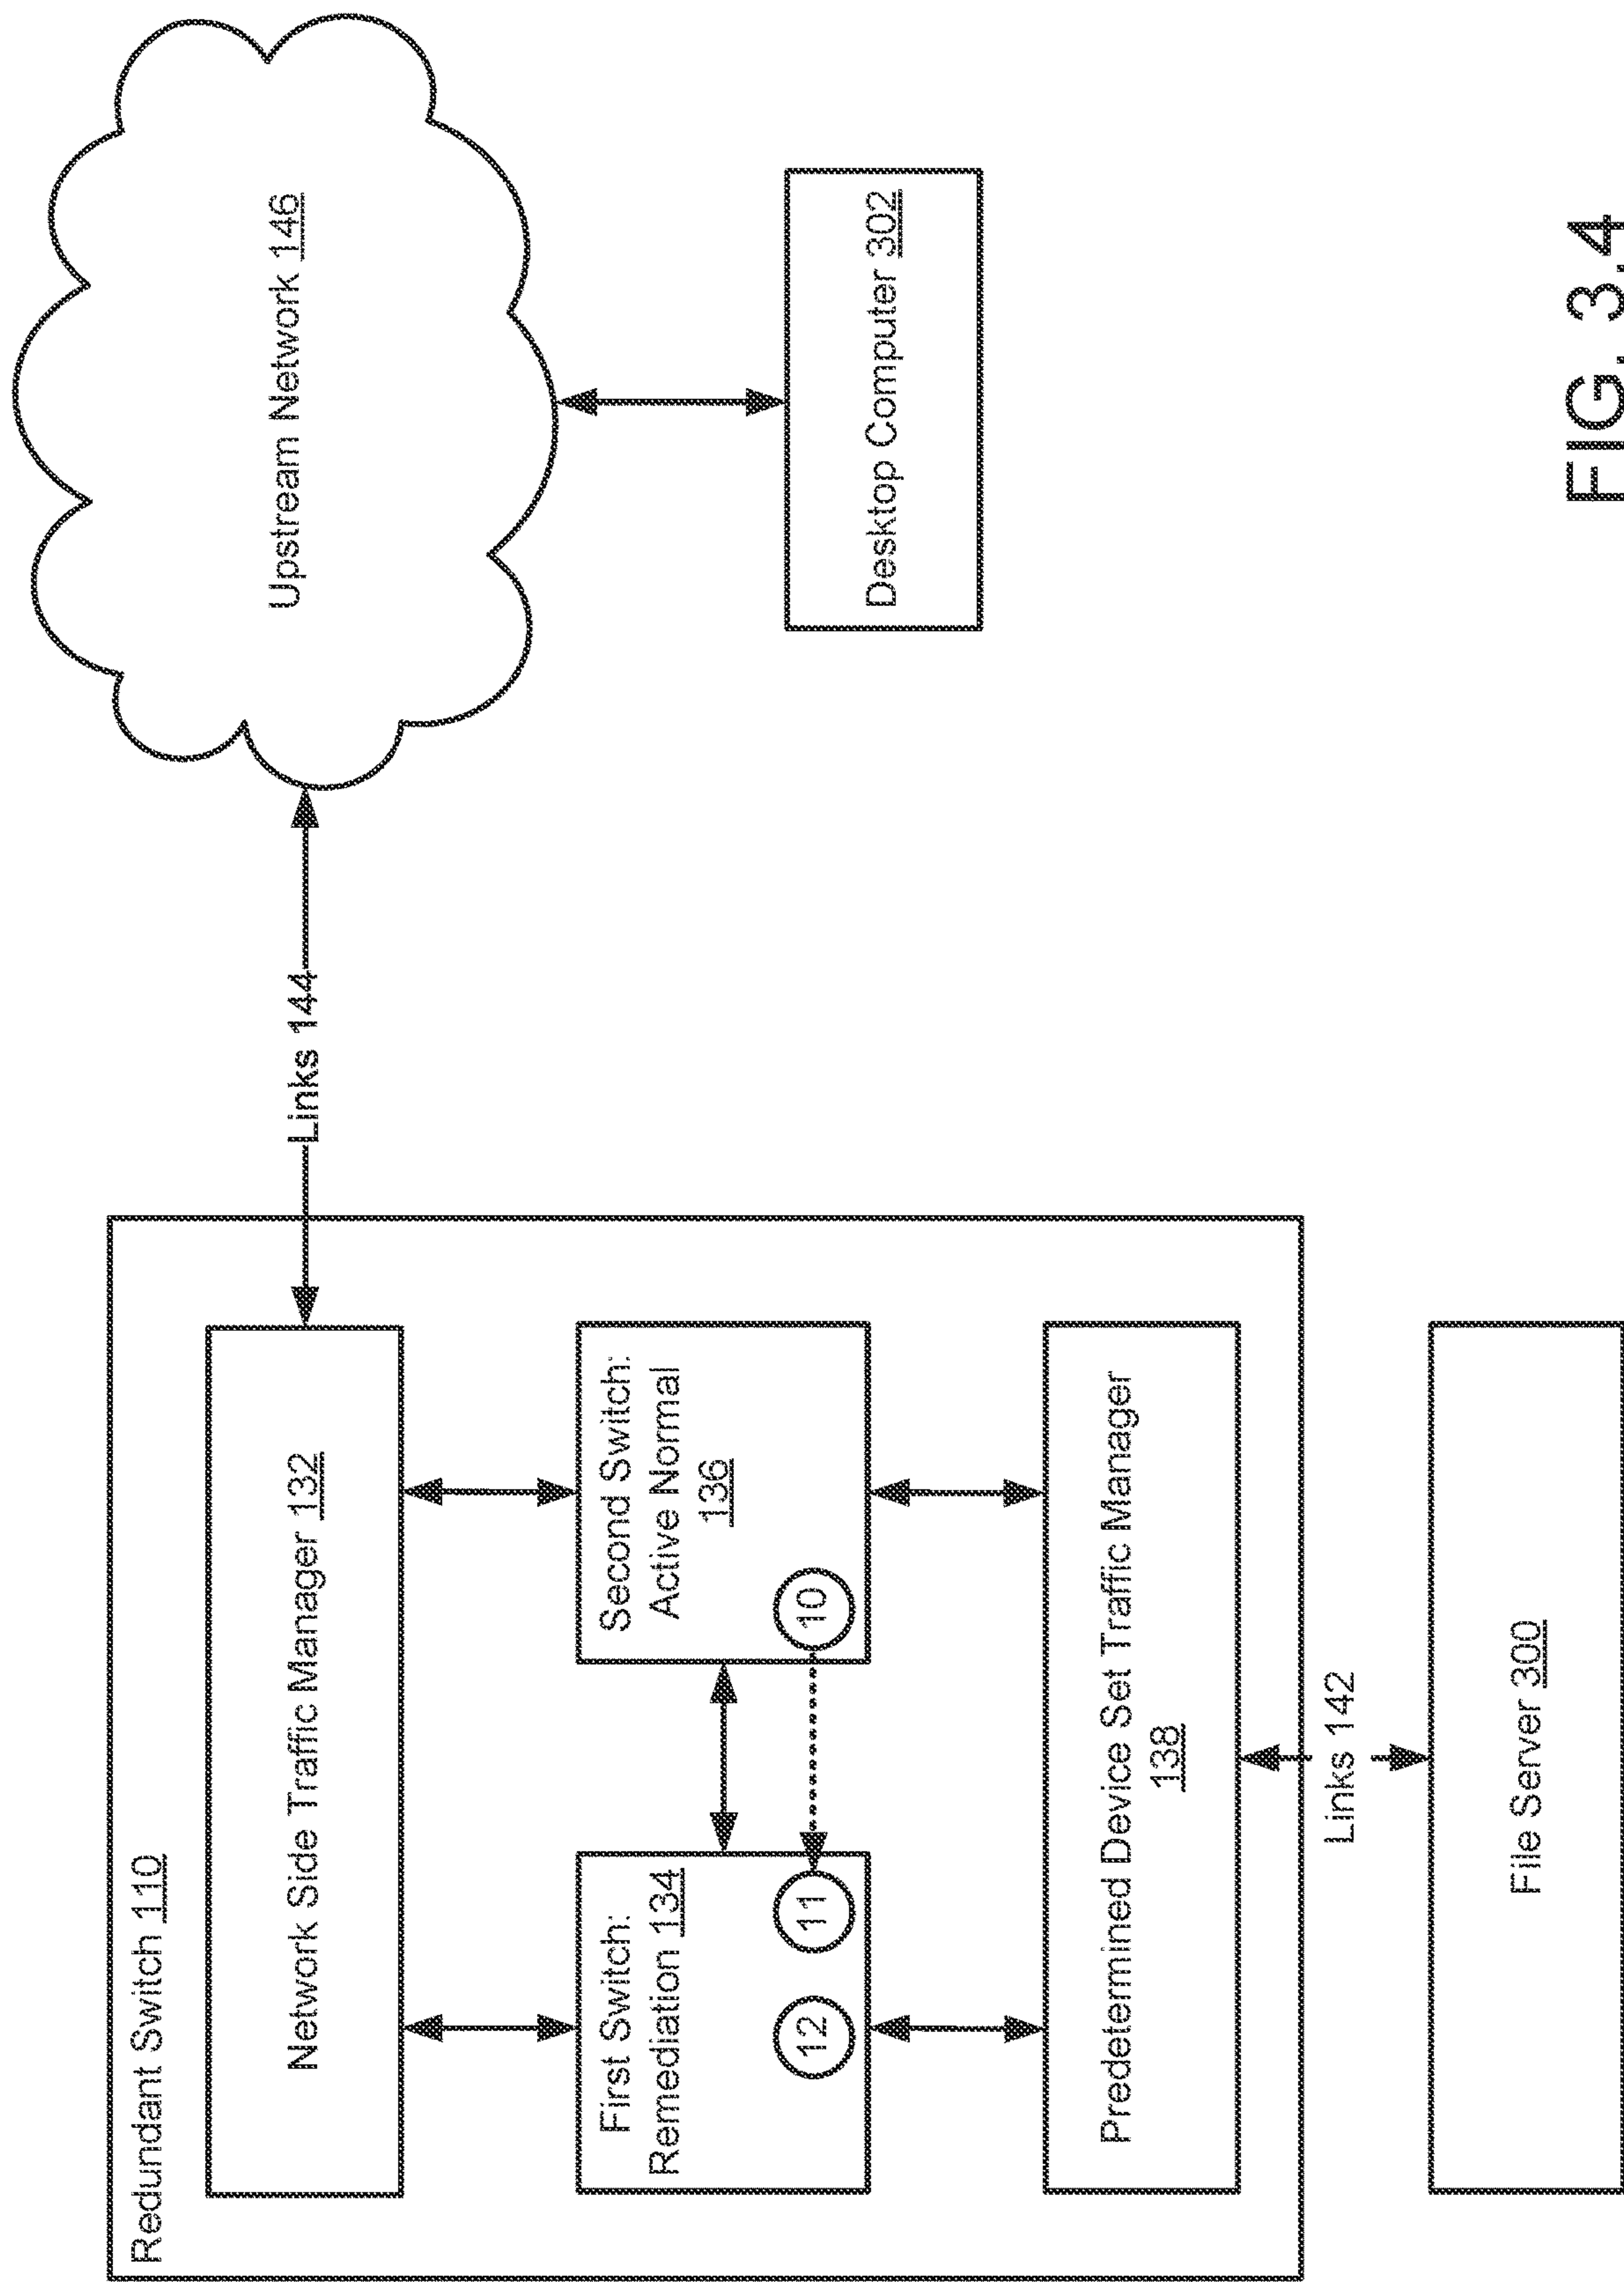 Redundant Switch 110
Network Side Traffic Manager 132
Links 144
Upstream Network 146
First Switch:
Remediation 134
12
11
Second Switch:
Active Normal
136
10
Desktop Computer 302
Predetermined Device Set Traffic Manager
138
Links 142
File Server 300
FIG. 3.4